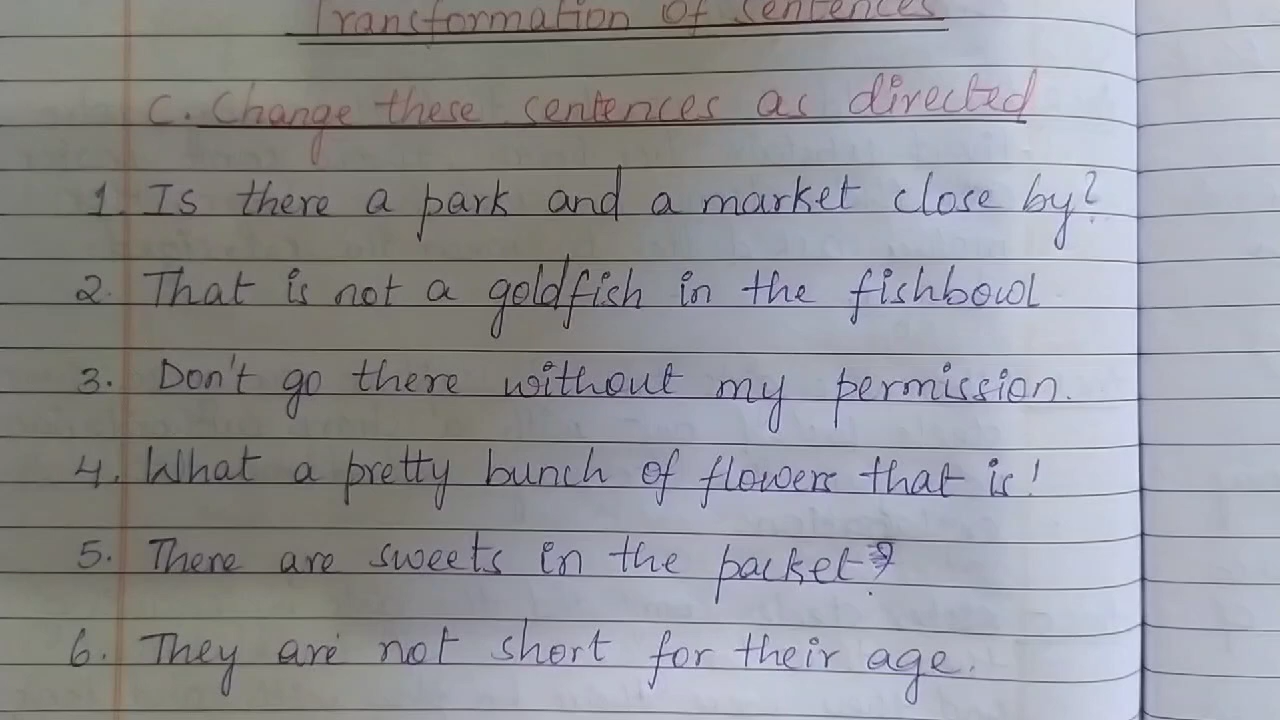 Transformation of Sentences
C. Change these sentences as directed
1. Is there a park and a market close by?
2. That is not a goldfish in the fishbowl
3. Don't go there without my permission.
4. What a pretty bunch of flowers that is!
5. There are sweets in the packet?
6. They are not short for their age.